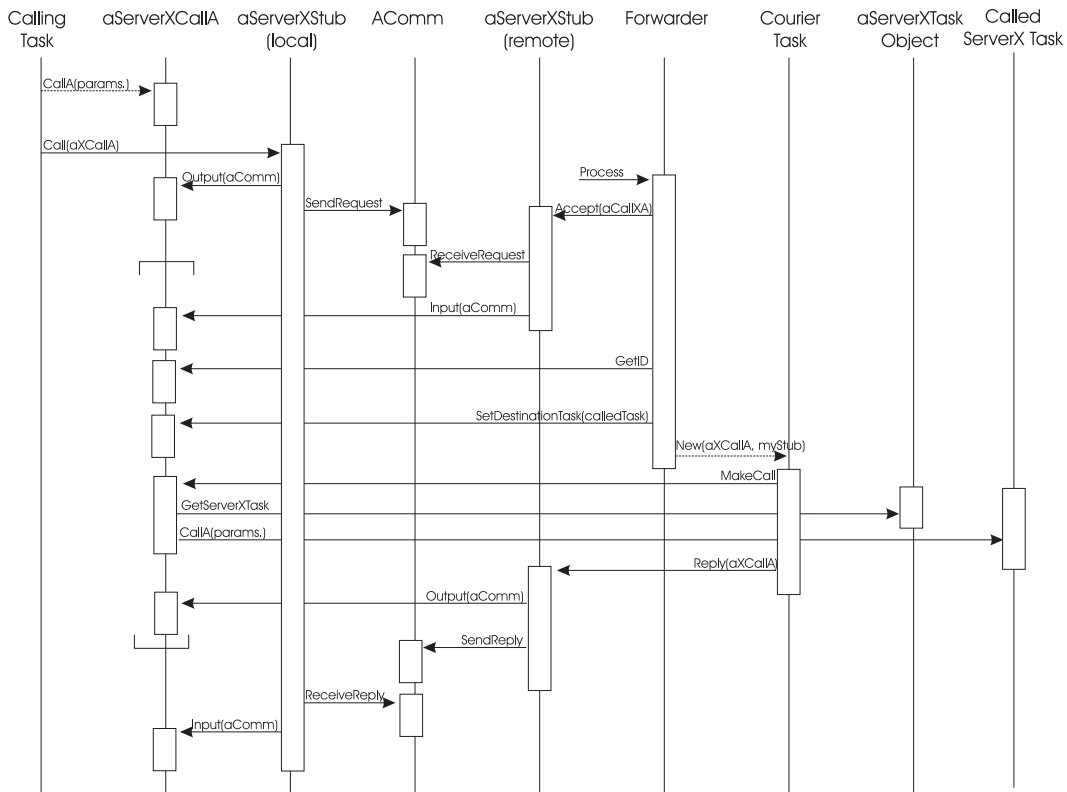 Calling
Task
aServerXCallA
aServerXStub
(local)
AComm
aServerXStub
(remote)
Forwarder
Courier
Task
aServerXTask
Object
Called
ServerX Task
CallA(params.)
Call(aXCallA)
Output(aComm)
Process
SendRequest
Accept(aCallXA)
ReceiveRequest
Input(aComm)
GetID
SetDestinationTask(calledTask)
New(aXCallA, myStub)
MakeCall
GetServerXTask
CallA(params.)
Reply(aXCallA)
Output(aComm)
SendReply
ReceiveReply
Input(aComm)